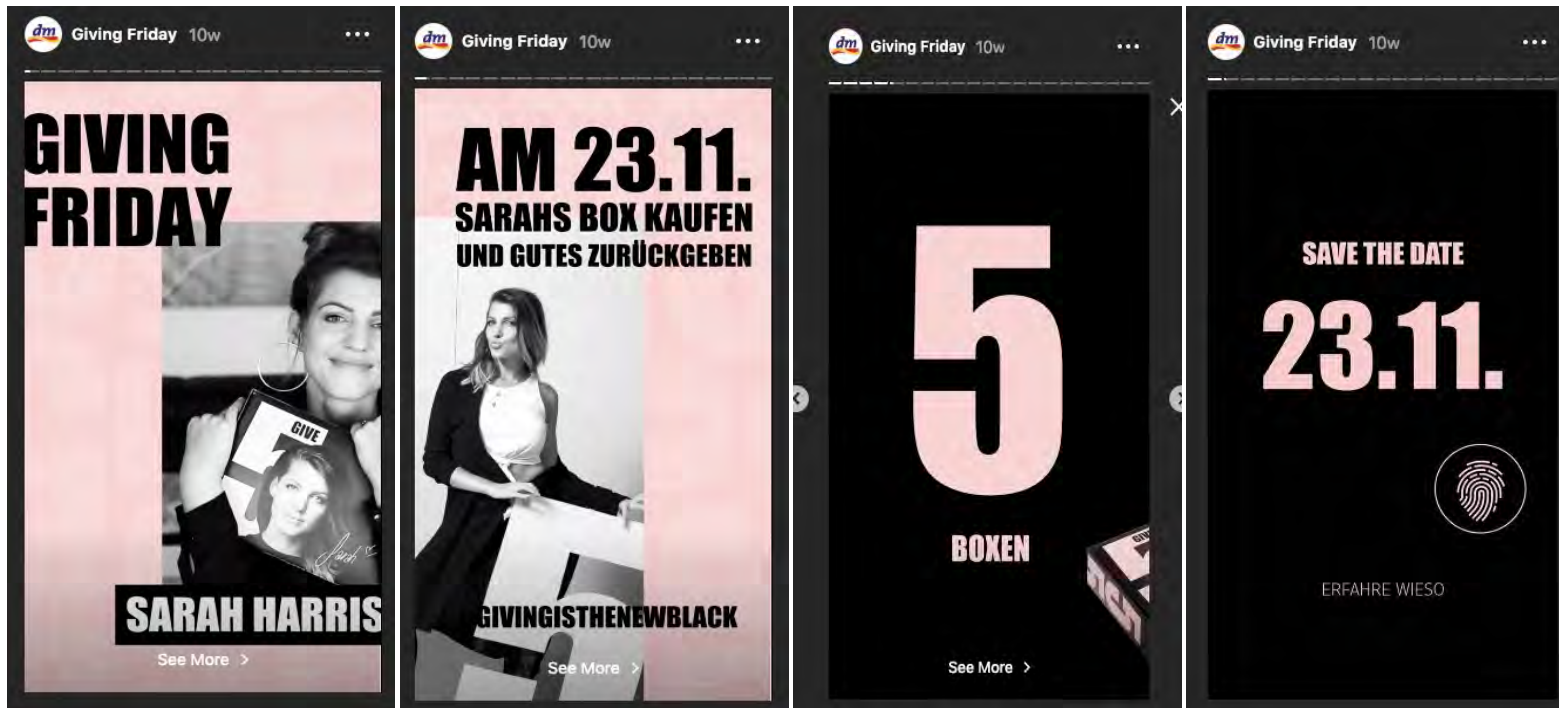 dm
Giving Friday 10w
GIVING
FRIDAY
GIVE
Sarah
SARAH HARRIS
See More
dm
Giving Friday 10w
AM 23.11.
SARAHS BOX KAUFEN
UND GUTES ZURÜCKGEBEN
GIVINGISTHENEWBLACK
See More
dm
Giving Friday 10w
5
BOXEN
See More
dm
Giving Friday 10w
SAVE THE DATE
23.11.
ERFAHRE WIESO